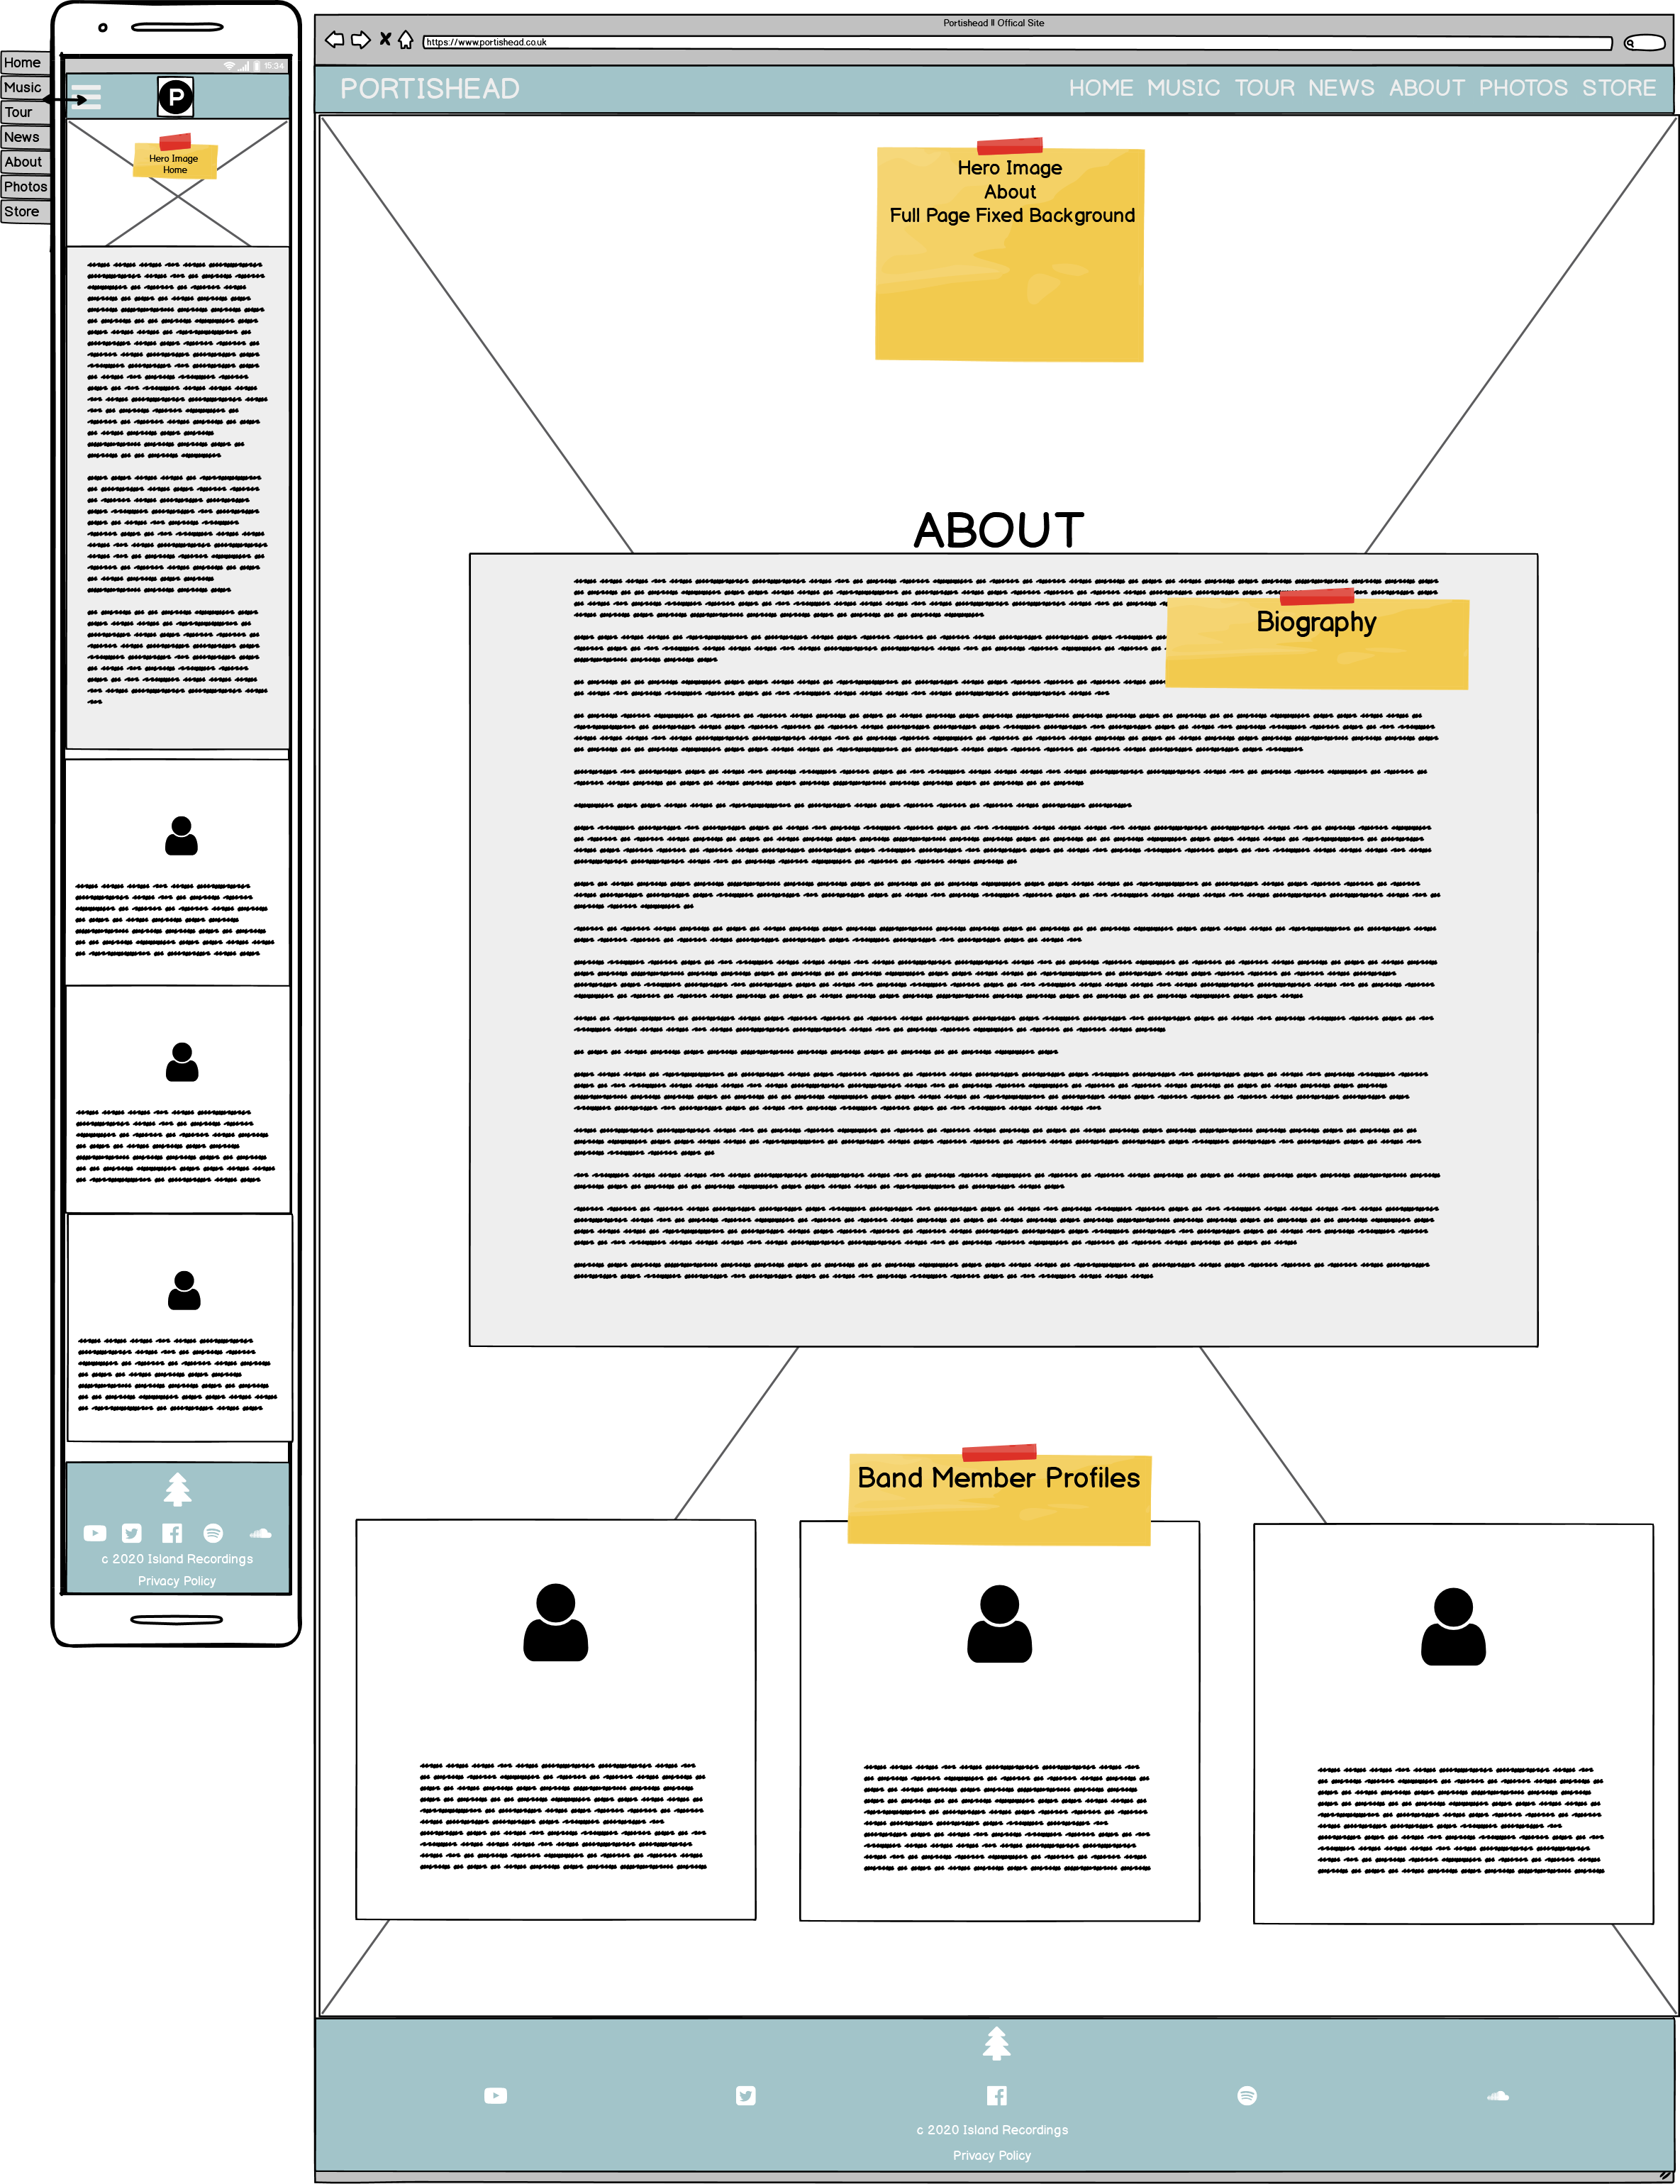 Home
Music
Tour
News
About
Photos
Store
15:34
P
Hero Image
Home
c 2020 Island Recordings
Privacy Policy
Portishead || Offical Site
https://www.portishead.co.uk
PORTISHEAD
HOME MUSIC TOUR NEWS ABOUT PHOTOS STORE
Hero Image
About
Full Page Fixed Background
ABOUT
Biography
Band Member Profiles
c 2020 Island Recordings
Privacy Policy